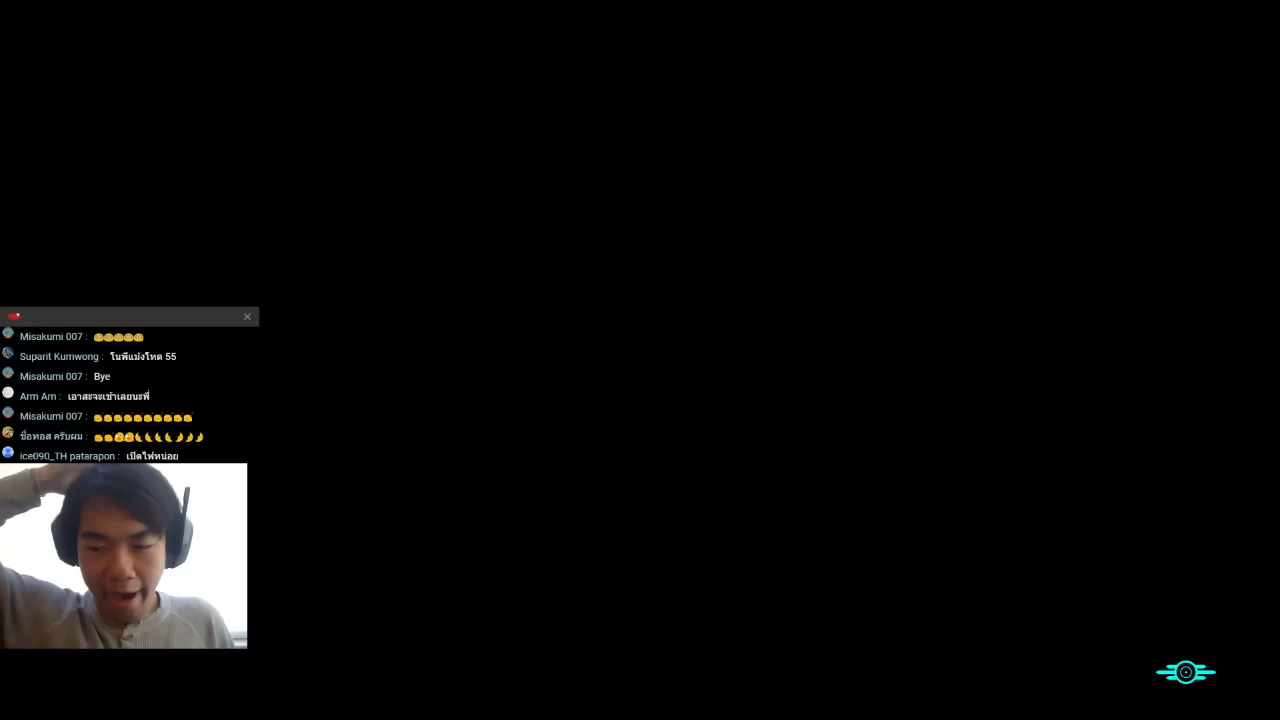 Misakumi 007 :
Suparit Kumwong : โนพีแม้งโหด 55
Misakumi 007 : Bye
Arm Arn : เอาสะจะเช้าเลยนะพี่
Misakumi 007 :
ชื่อทอส ครับผม :
ice090_TH patarapon : เปิดไฟหน่อย